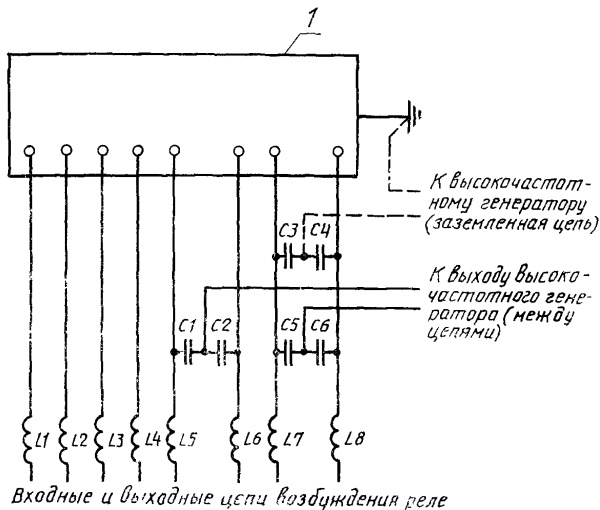 1
К высокочастот-
ному генератору
(заземленная цепь)
C3 C4
К выходу высоко-
частотного гене-
ратора (между
цепями)
C1 C2 C5 C6
L1 L2 L3 L4 L5 L6 L7 L8
Входные и выходные цепи возбуждения реле